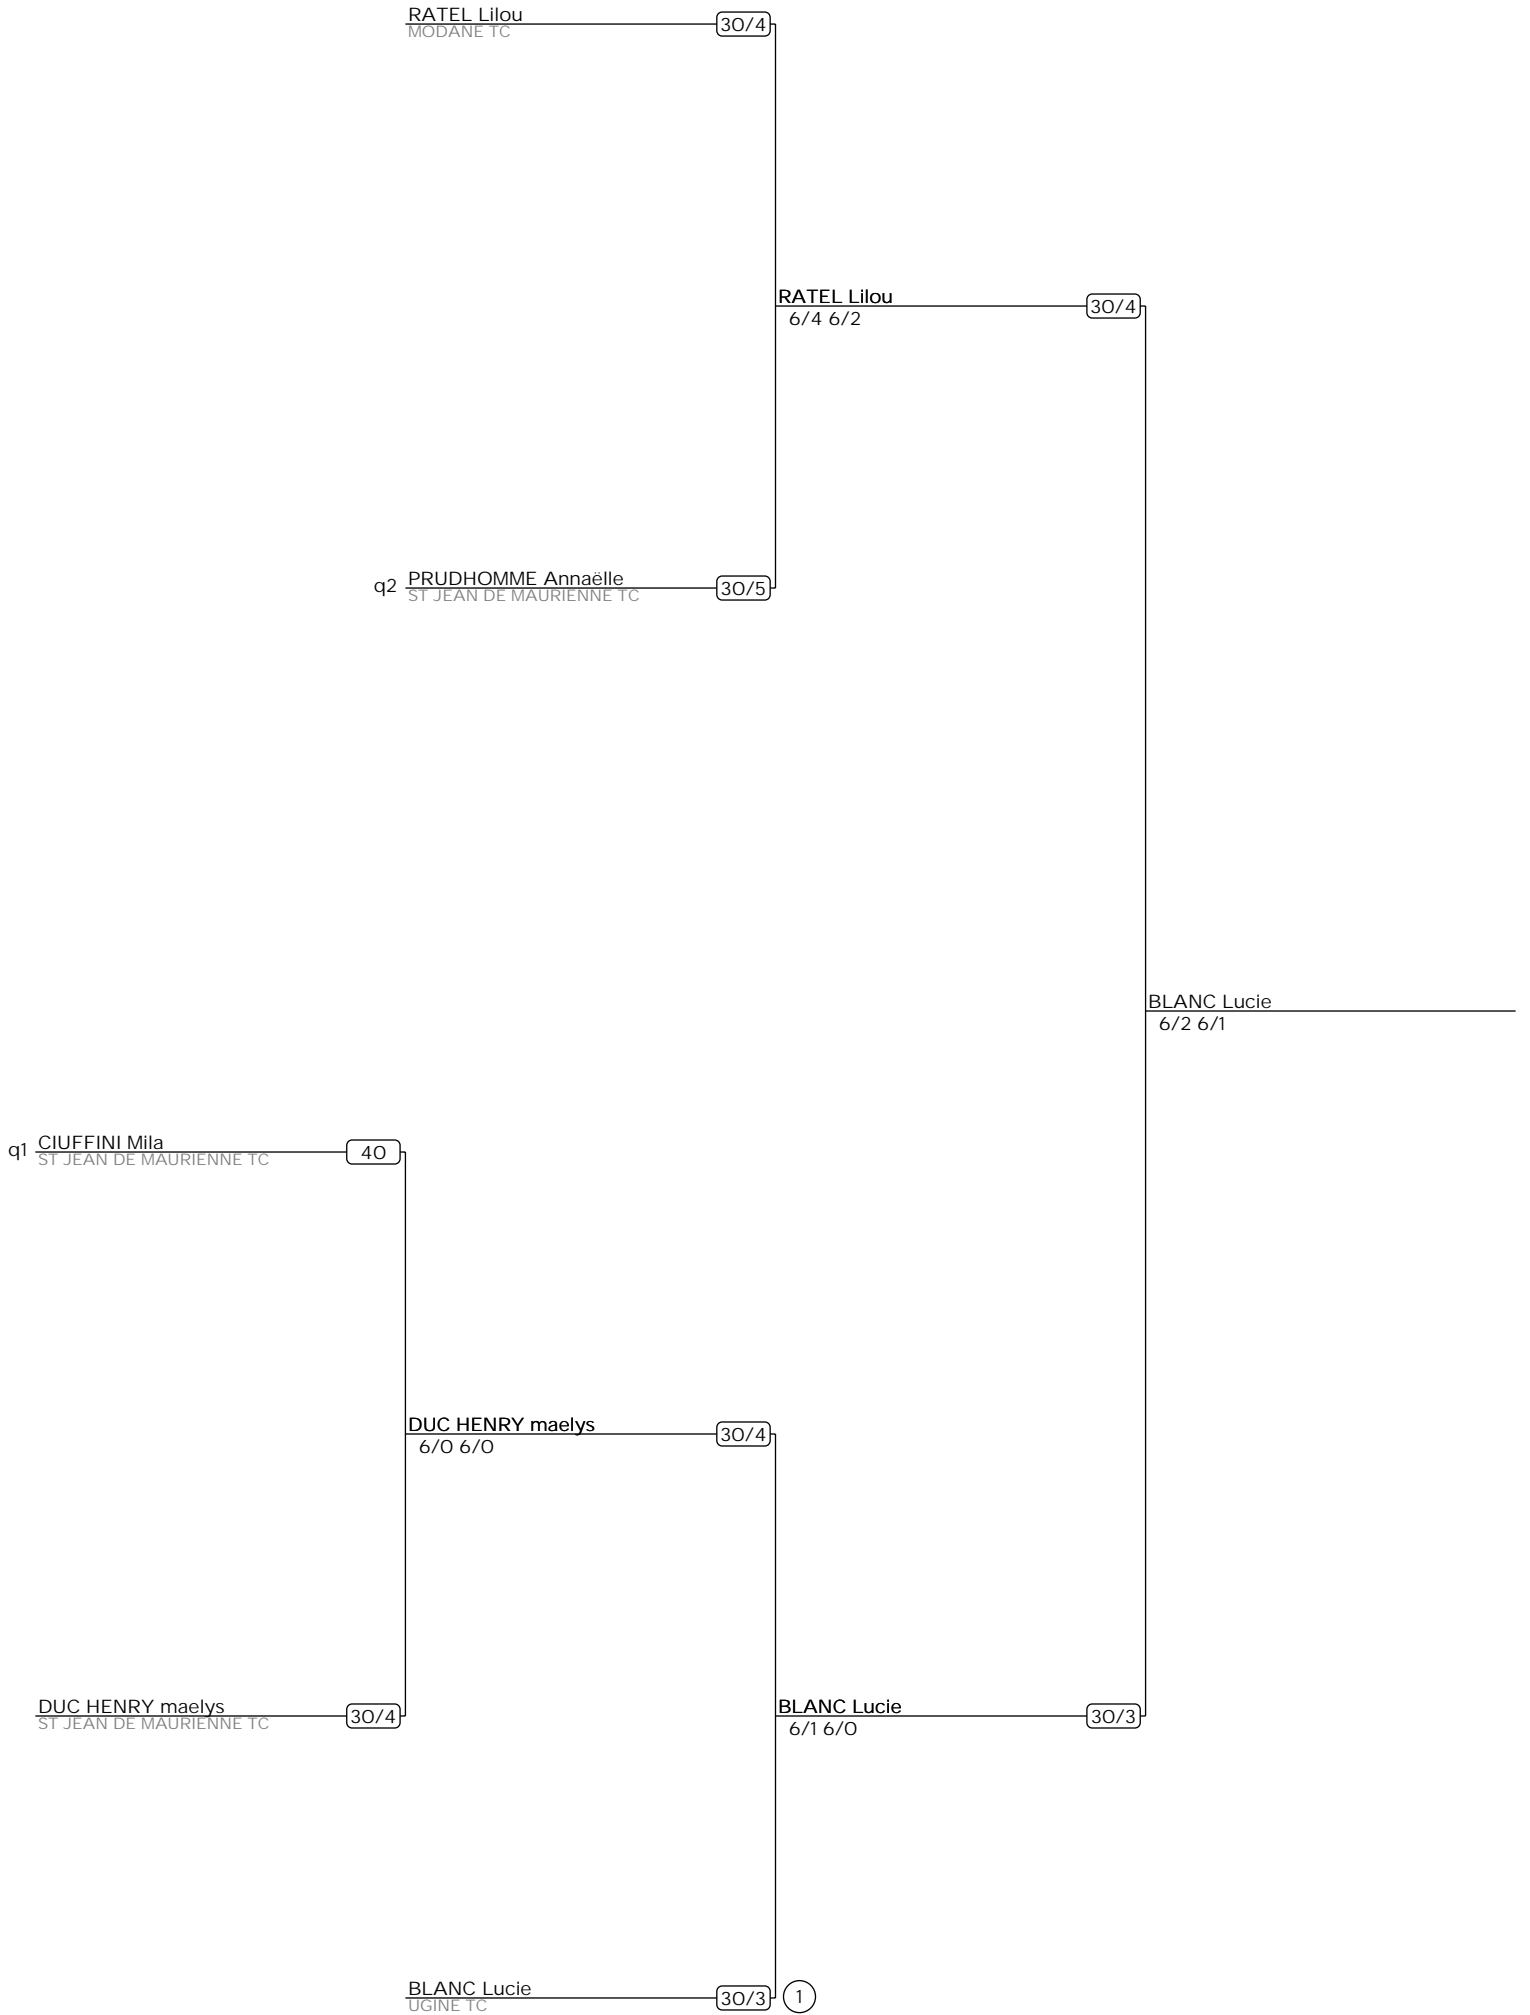 RATEL Lilou
MODANE TC
30/4
RATEL Lilou
6/4 6/2
30/4
q2 PRUDHOMME Annaëlle
ST JEAN DE MAURIENNE TC
30/5
BLANC Lucie
6/2 6/1
q1 CIUFFINI Mila
ST JEAN DE MAURIENNE TC
40
DUC HENRY maelys
6/0 6/0
30/4
DUC HENRY maelys
ST JEAN DE MAURIENNE TC
30/4
BLANC Lucie
6/1 6/0
30/3
BLANC Lucie
UGINE TC
30/3
1